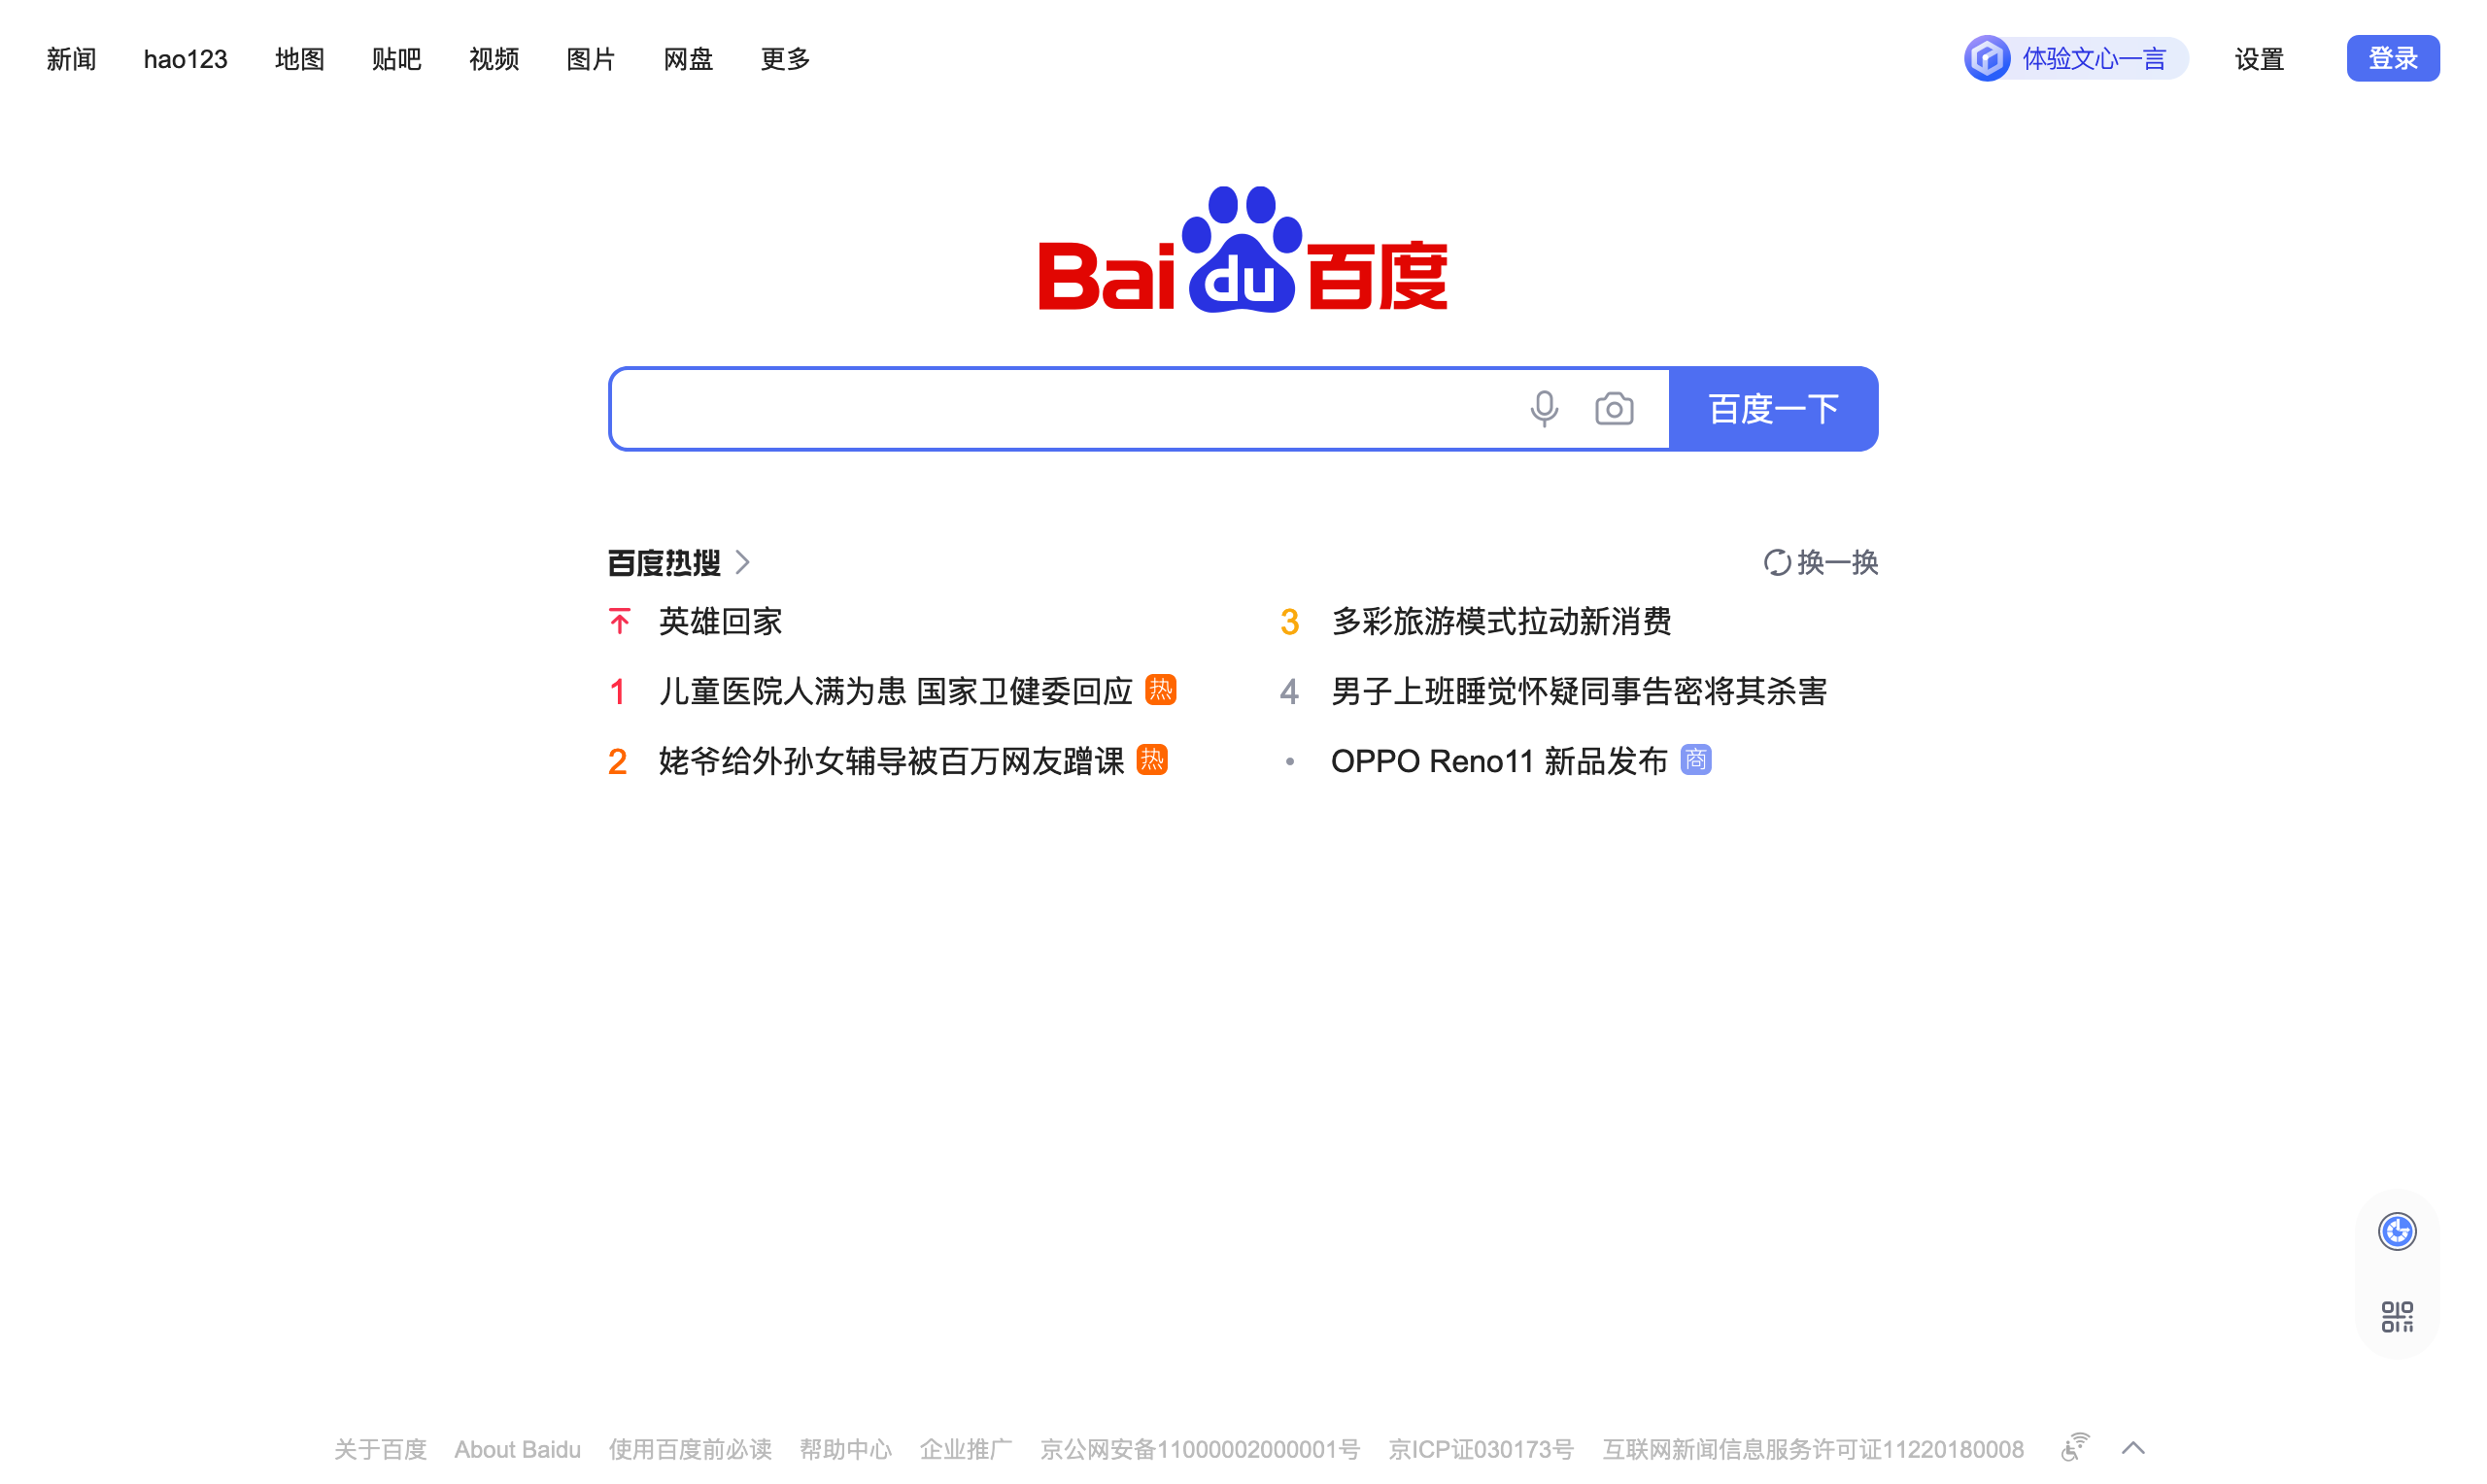 新闻 hao123 地图 贴吧 视频 图片 网盘 更多 体验文心一言 设置 登录
Bai du 百度
百度一下
百度热搜 换一换
英雄回家
1 儿童医院人满为患 国家卫健委回应 热
2 姥爷给外孙女辅导被百万网友蹭课 热
3 多彩旅游模式拉动新消费
4 男子上班睡觉怀疑同事告密将其杀害
• OPPO Reno11 新品发布 商
关于百度 About Baidu 使用百度前必读 帮助中心 企业推广 京公网安备11000002000001号 京ICP证030173号 互联网新闻信息服务许可证11220180008